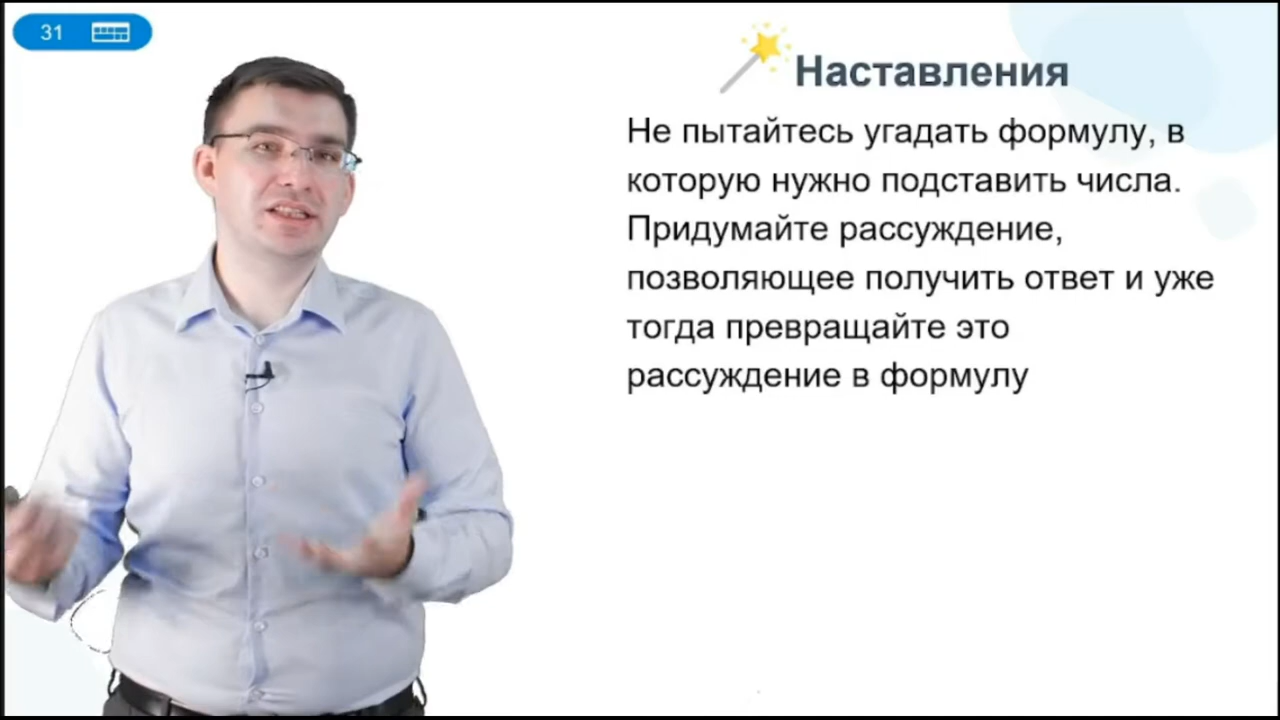 31
Наставления
Не пытайтесь угадать формулу, в
которую нужно подставить числа.
Придумайте рассуждение,
позволяющее получить ответ и уже
тогда превращайте это
рассуждение в формулу